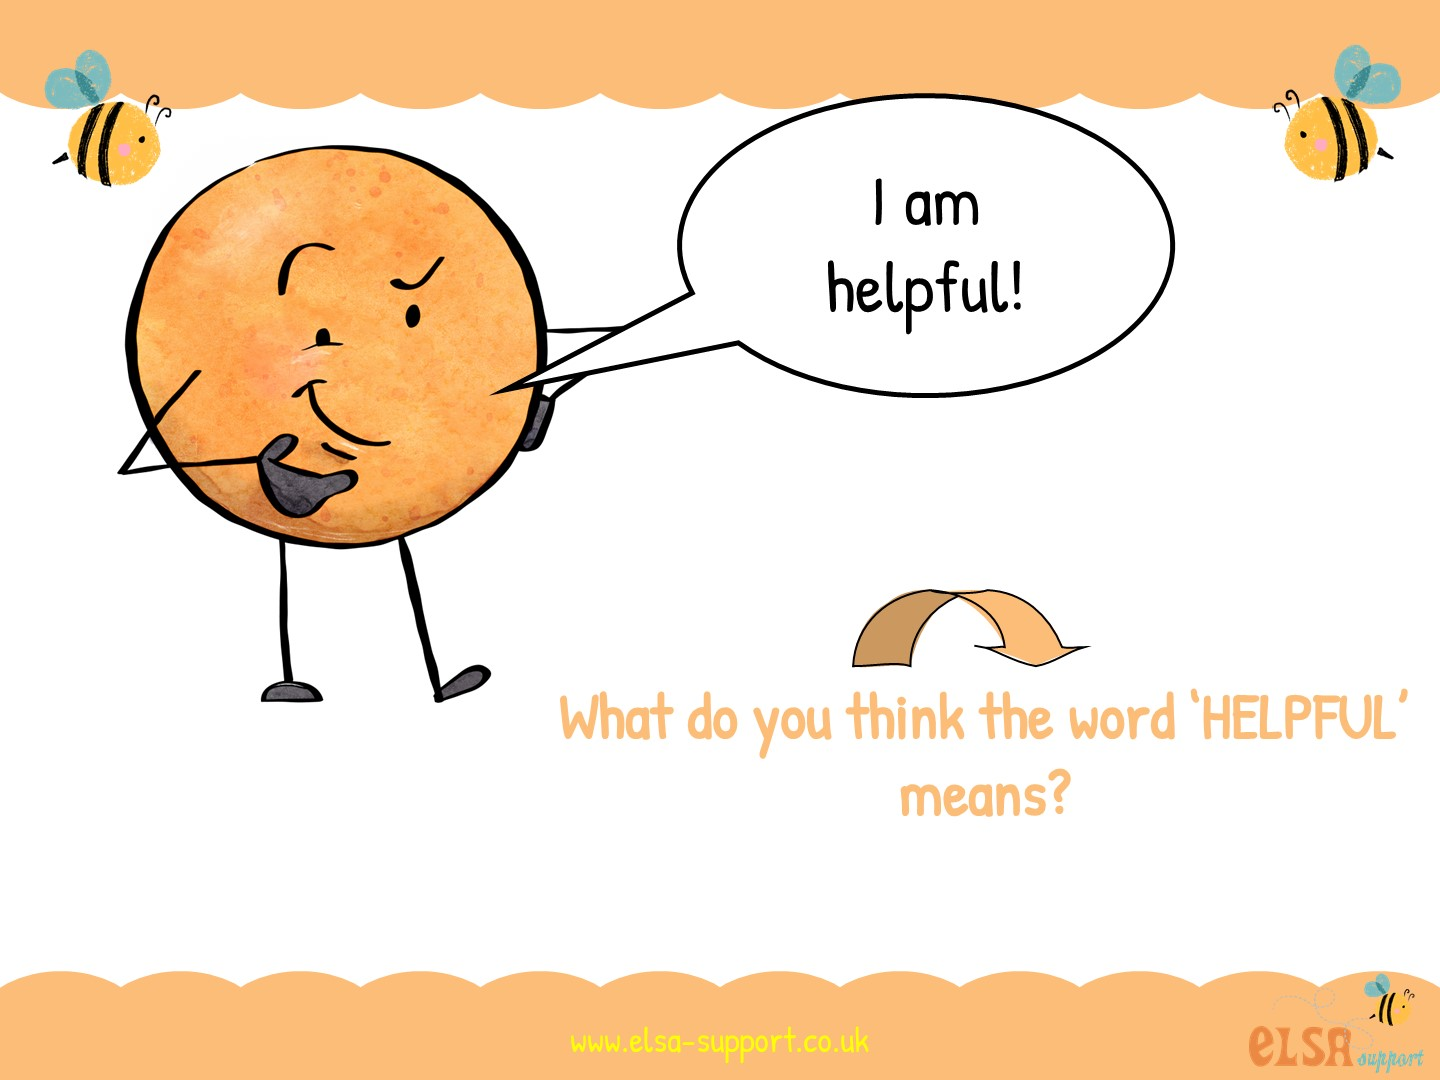 I am
helpful!
What do you think the word ‘HELPFUL’
means?
www.elsa-support.co.uk
ELSA
support